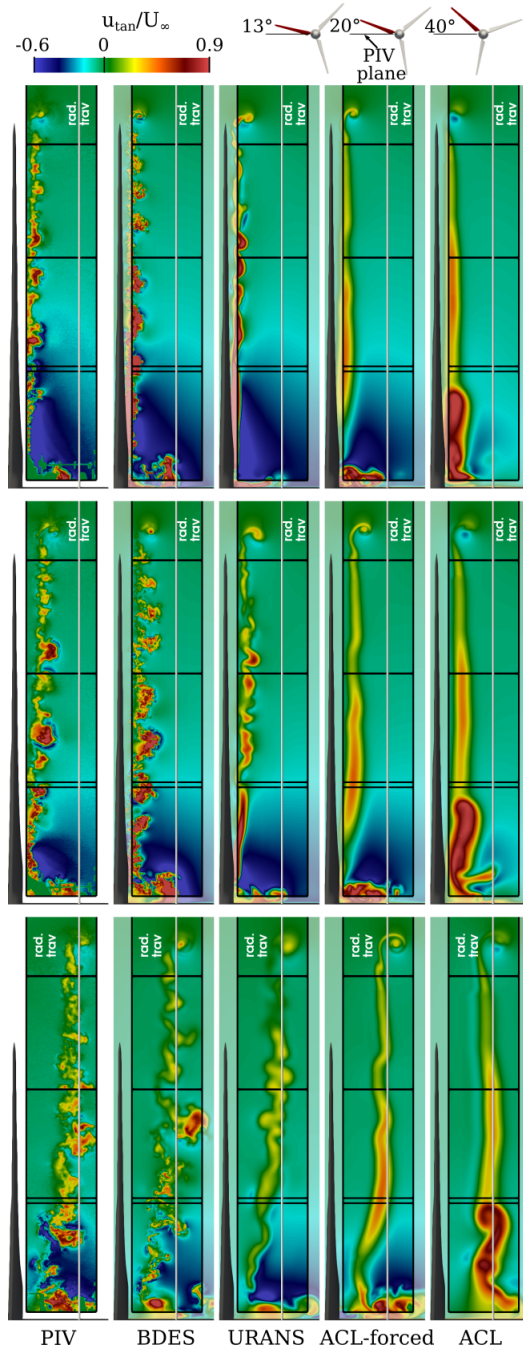 u_tan/U_∞
-0.6 0 0.9
13° 20° 40°
PIV
plane
rad.
trav
rad.
trav
rad.
trav
rad.
trav
rad.
trav
rad.
trav
rad.
trav
rad.
trav
rad.
trav
rad.
trav
rad.
trav
rad.
trav
rad.
trav
rad.
trav
rad.
trav
PIV BDES URANS ACL-forced ACL